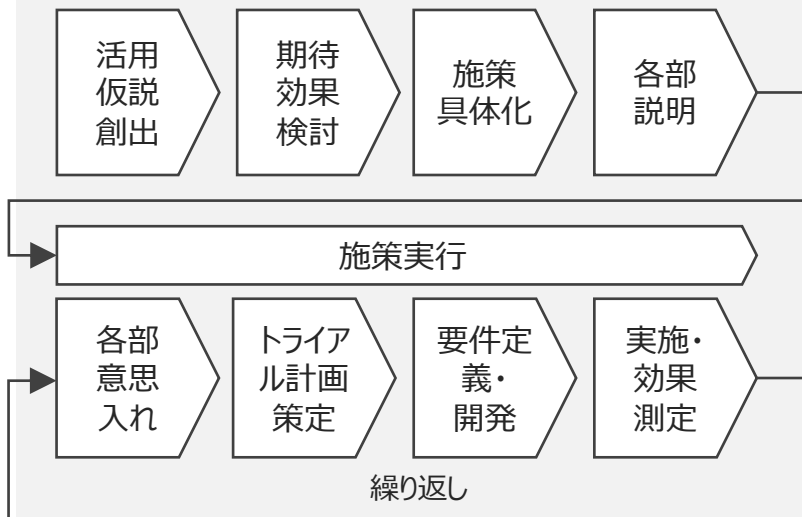 活用
仮説
創出
期待
効果
検討
施策
具体化
各部
説明
施策実行
各部
意思
入れ
トライア
ル計画
策定
要件定
義・
開発
実施・
効果
測定
繰り返し